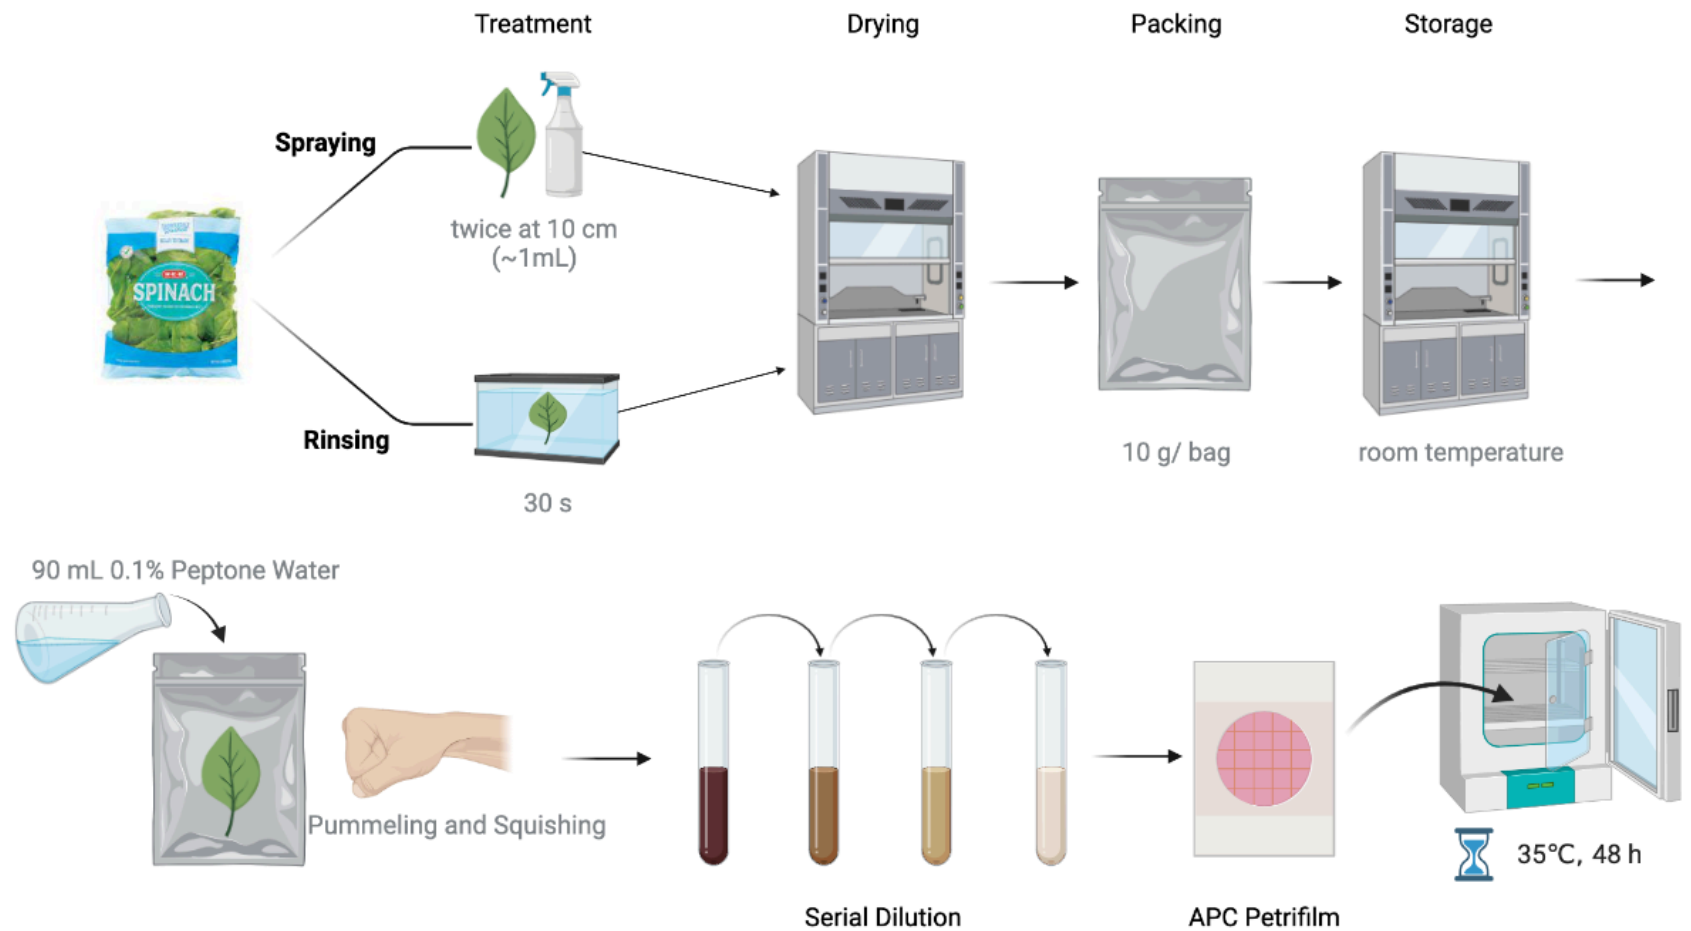 Treatment
Drying
Packing
Storage
Spraying
twice at 10 cm
(~1mL)
H-E-B
SPINACH
Rinsing
30 s
10 g/ bag
room temperature
90 mL 0.1% Peptone Water
Pummeling and Squishing
35℃, 48 h
Serial Dilution
APC Petrifilm